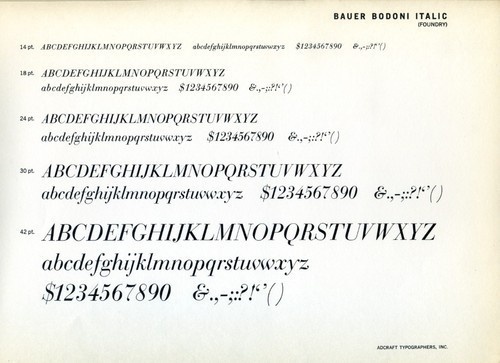 BAUER BODONI ITALIC
(FOUNDRY)
14 pt. ABCDEFGHIJKLMNOPQRSTUVWXYZ abcdefghijklmnopqrstuvwxyz $1234567890 &.,-;:?!‘’()
18 pt. ABCDEFGHIJKLMNOPQRSTUVWXYZ
abcdefghijklmnopqrstuvwxyz $1234567890 &.,-;:?!‘’()
24 pt. ABCDEFGHIJKLMNOPQRSTUVWXYZ
abcdefghijklmnopqrstuvwxyz $1234567890 &.,-;:?!‘’()
30 pt. ABCDEFGHIJKLMNOPQRSTUVWXYZ
abcdefghijklmnopqrstuvwxyz $1234567890 &.,-;:?!‘’()
42 pt. ABCDEFGHIJKLMNOPQRSTUVWXYZ
abcdefghijklmnopqrstuvwxyz
$1234567890 &.,-;:?!‘’()
ADCRAFT TYPOGRAPHERS, INC.